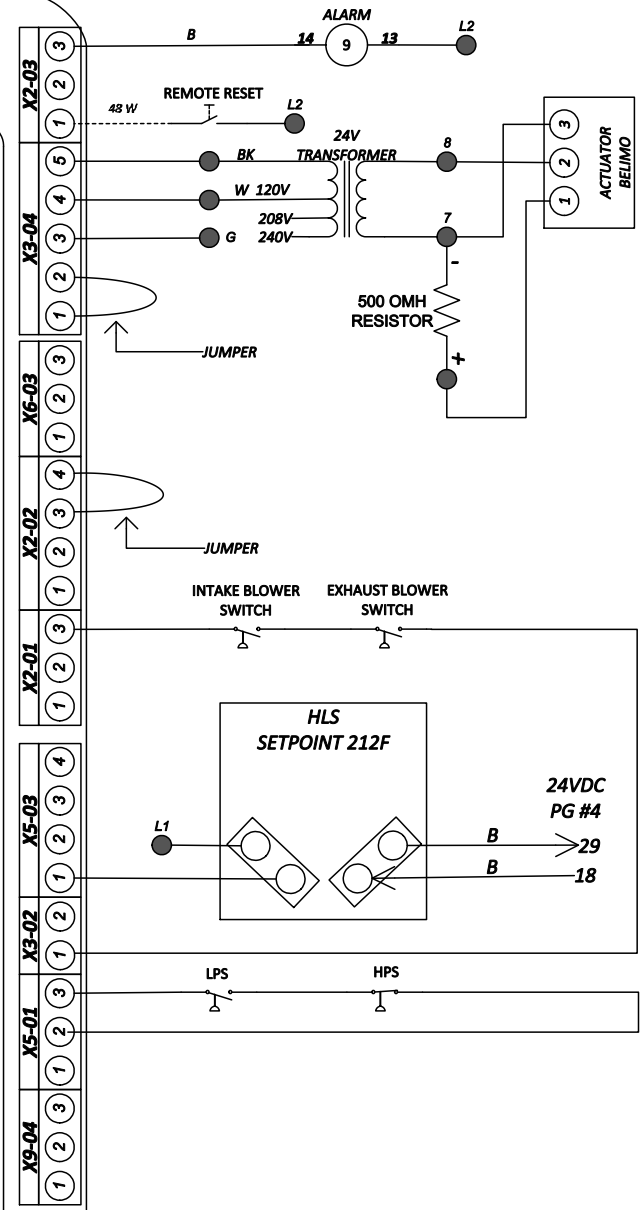 ALARM
L2
B
14
9
13
3
2
1
X2-03
REMOTE RESET
48 W
L2
24V
TRANSFORMER
8
3
2
1
ACTUATOR
BELIMO
5
4
3
2
1
X3-04
BK
W 120V
208V
G 240V
7
-
500 OMH
RESISTOR
+
JUMPER
3
2
1
X6-03
4
3
2
1
X2-02
JUMPER
INTAKE BLOWER
SWITCH
EXHAUST BLOWER
SWITCH
3
2
1
X2-01
HLS
SETPOINT 212F
4
3
2
1
X5-03
L1
24VDC
PG #4
B
29
B
18
2
1
X3-02
LPS
HPS
3
2
1
X5-01
3
2
1
X9-04